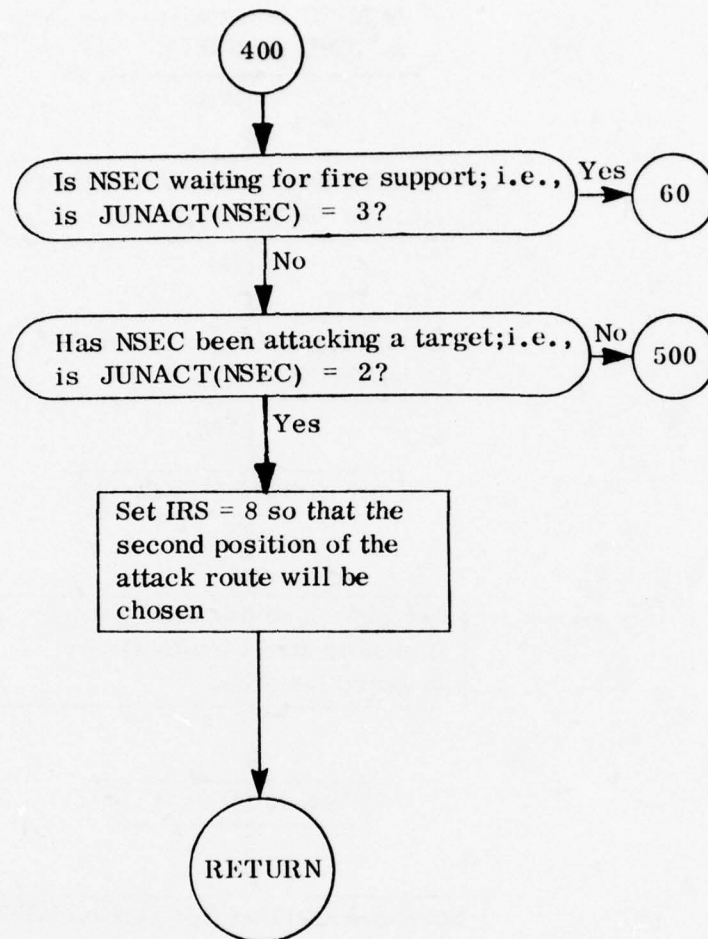 400
Is NSEC waiting for fire support; i.e.,
is JUNACT(NSEC) = 3?
Yes
60
No
Has NSEC been attacking a target;i.e.,
is JUNACT(NSEC) = 2?
No
500
Yes
Set IRS = 8 so that the
second position of the
attack route will be
chosen
RETURN